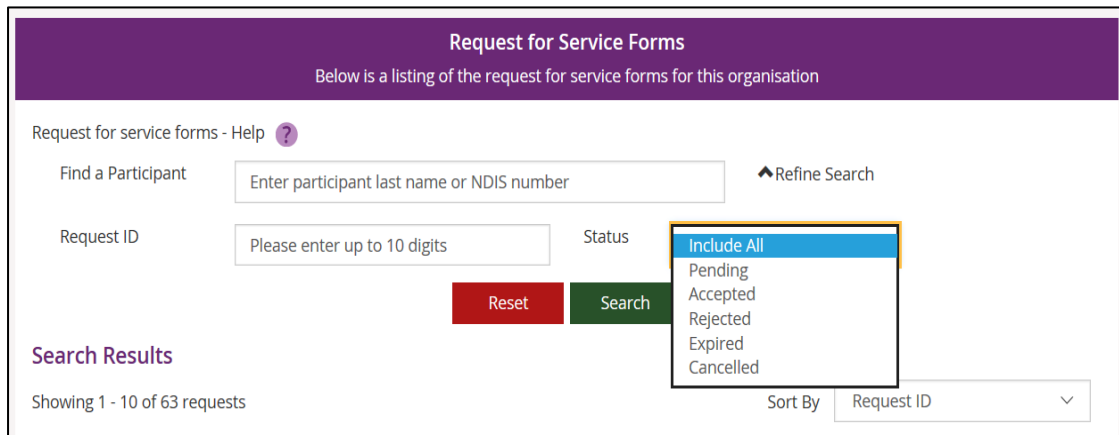 Request for Service Forms
Below is a listing of the request for service forms for this organisation
Request for service forms - Help ?
Find a Participant
Enter participant last name or NDIS number
Refine Search
Request ID
Please enter up to 10 digits
Status
Include All
Pending
Accepted
Rejected
Expired
Cancelled
Reset
Search
Search Results
Showing 1 - 10 of 63 requests
Sort By
Request ID